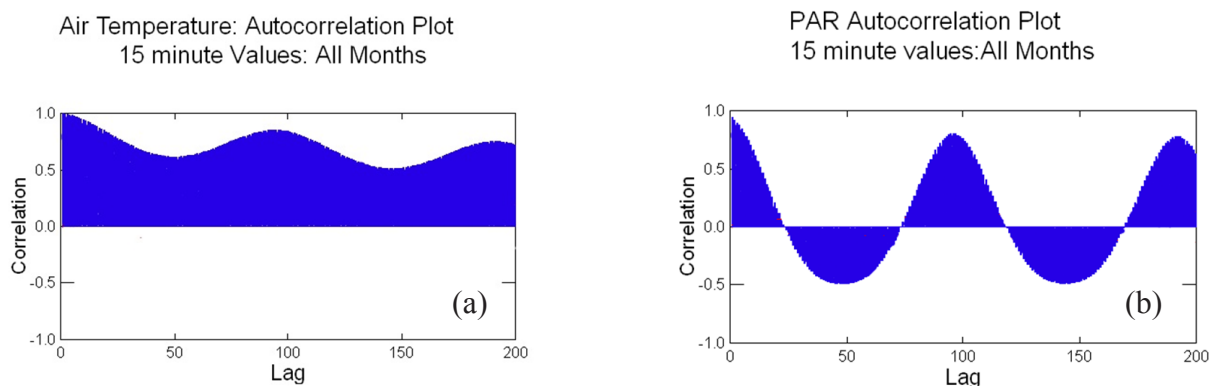 Air Temperature: Autocorrelation Plot
15 minute Values: All Months
1.0
0.5
0.0
-0.5
-1.0
Correlation
0
50
100
150
200
Lag
(a)
PAR Autocorrelation Plot
15 minute values:All Months
1.0
0.5
0.0
-0.5
-1.0
Correlation
0
50
100
150
200
Lag
(b)